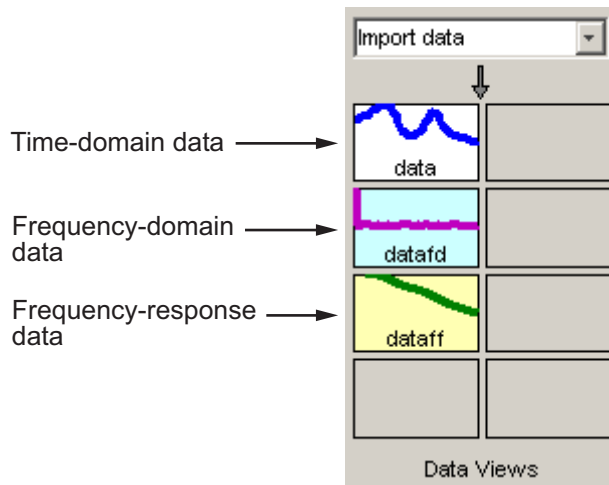 Import data
Time-domain data
data
Frequency-domain
data
datafd
Frequency-response
data
dataff
Data Views